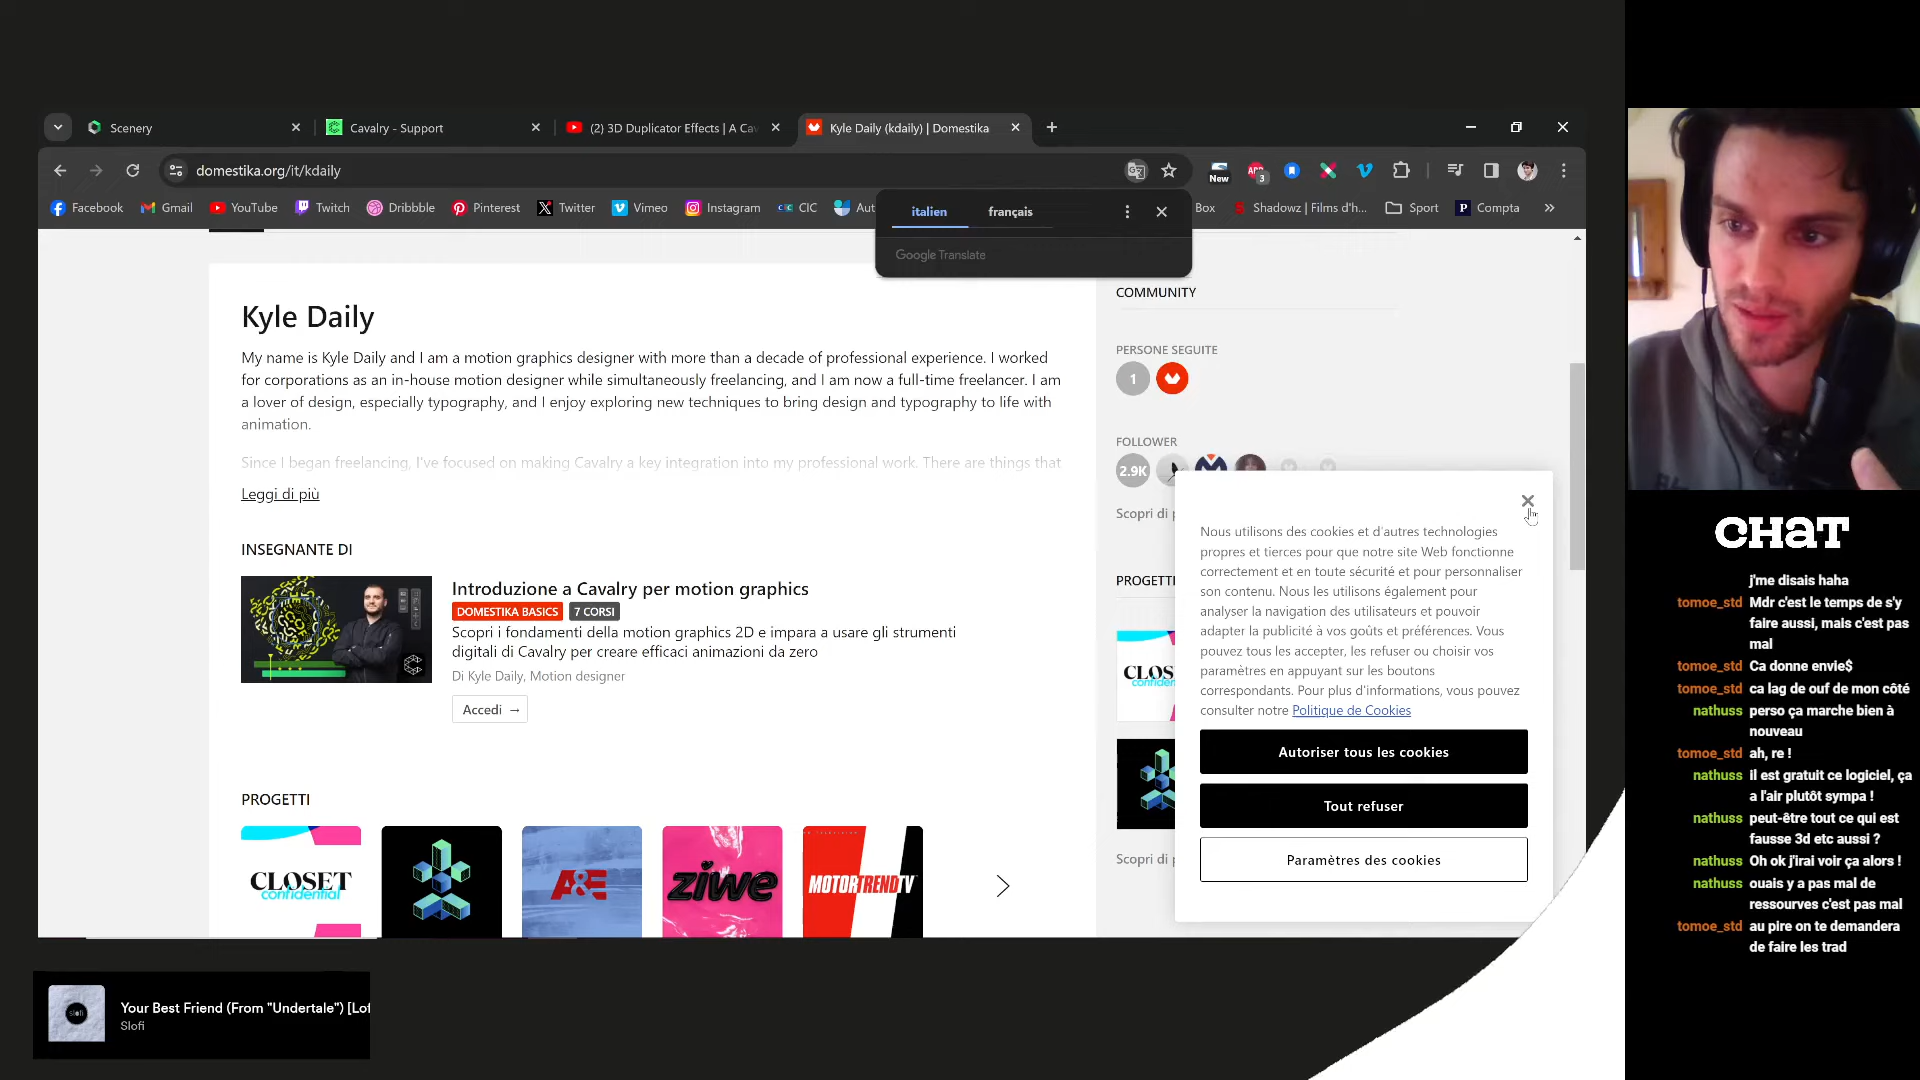 Scenery
Cavalry - Support
(2) 3D Duplicator Effects | A Cav
Kyle Daily (kdaily) | Domestika
domestika.org/it/kdaily
New
3
Facebook
Gmail
YouTube
Twitch
Dribbble
Pinterest
Twitter
Vimeo
Instagram
CIC
Aut
Box
Shadowz | Films d'h...
Sport
Compta
italien
français
Google Translate
Kyle Daily
My name is Kyle Daily and I am a motion graphics designer with more than a decade of professional experience. I worked
for corporations as an in-house motion designer while simultaneously freelancing, and I am now a full-time freelancer. I am
a lover of design, especially typography, and I enjoy exploring new techniques to bring design and typography to life with
animation.
Since I began freelancing, I've focused on making Cavalry a key integration into my professional work. There are things that
Leggi di più
INSEGNANTE DI
Introduzione a Cavalry per motion graphics
DOMESTIKA BASICS
7 CORSI
Scopri i fondamenti della motion graphics 2D e impara a usare gli strumenti
digitali di Cavalry per creare efficaci animazioni da zero
Di Kyle Daily, Motion designer
Accedi →
PROGETTI
CLOSET
confidential
A&E
ziwe
MOTORTRENDTV
COMMUNITY
PERSONE SEGUITE
1
FOLLOWER
2.9K
Scopri di p
PROGETTI
CLOSET
confiden
Scopri di p
Nous utilisons des cookies et d'autres technologies
propres et tierces pour que notre site Web fonctionne
correctement et en toute sécurité et pour personnaliser
son contenu. Nous les utilisons également pour
analyser la navigation des utilisateurs et pouvoir
adapter la publicité à vos goûts et préférences. Vous
pouvez tous les accepter, les refuser ou choisir vos
paramètres en appuyant sur les boutons
correspondants. Pour plus d'informations, vous pouvez
consulter notre Politique de Cookies
Autoriser tous les cookies
Tout refuser
Paramètres des cookies
CHAT
j'me disais haha
tomoe_std Mdr c'est le temps de s'y
faire aussi, mais c'est pas
mal
tomoe_std Ca donne envie$
tomoe_std ca lag de ouf de mon côté
nathuss perso ça marche bien à
nouveau
tomoe_std ah, re !
nathuss il est gratuit ce logiciel, ça
a l'air plutôt sympa !
nathuss peut-être tout ce qui est
fausse 3d etc aussi ?
nathuss Oh ok j'irai voir ça alors !
nathuss ouais y a pas mal de
ressourves c'est pas mal
tomoe_std au pire on te demandera
de faire les trad
slofi
Your Best Friend (From "Undertale") [Lof
Slofi